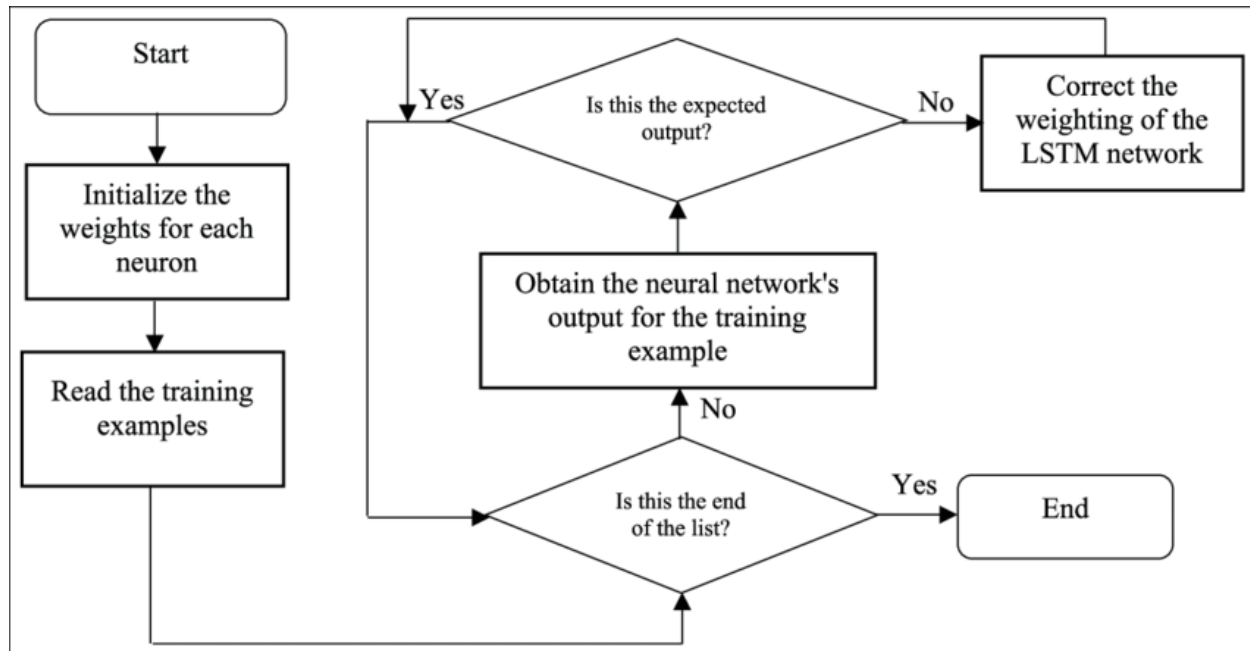 Start
Initialize the
weights for each
neuron
Read the training
examples
Is this the end
of the list?
Yes
End
No
Obtain the neural network's
output for the training
example
Is this the expected
output?
Yes
No
Correct the
weighting of the
LSTM network